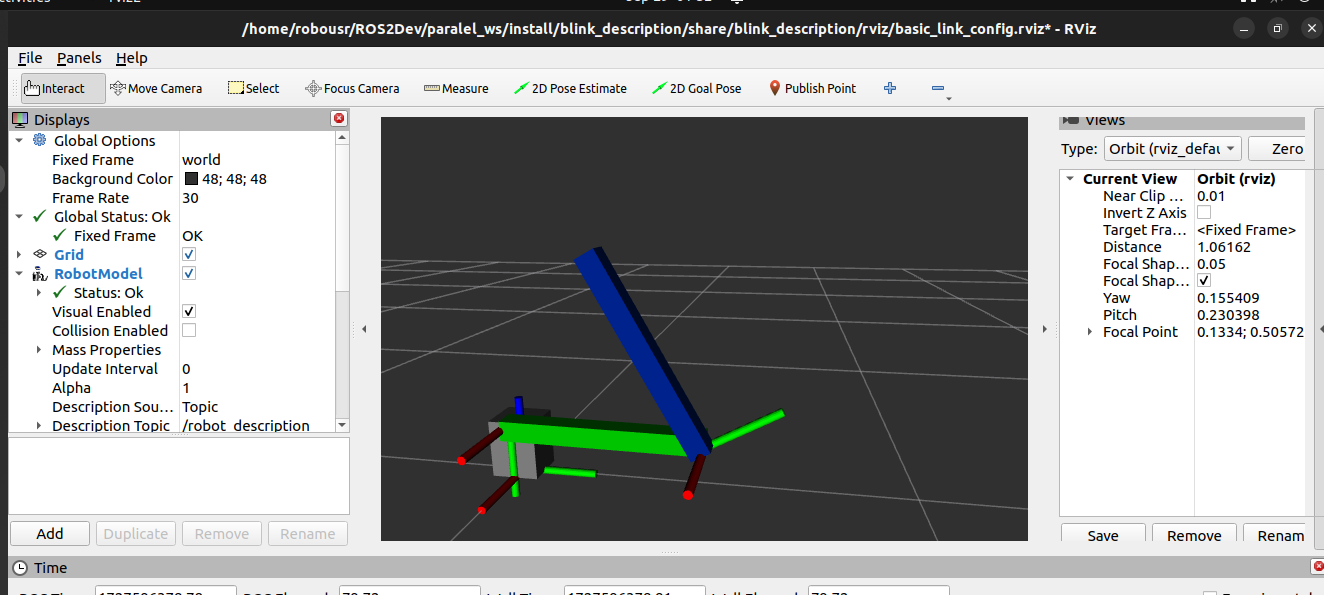 /home/robousr/ROS2Dev/paralel_ws/install/blink_description/share/blink_description/rviz/basic_link_config.rviz* - RViz
File Panels Help
Interact Move Camera Select Focus Camera Measure 2D Pose Estimate 2D Goal Pose Publish Point
Displays
Global Options
Fixed Frame world
Background Color 48; 48; 48
Frame Rate 30
Global Status: Ok
Fixed Frame OK
Grid
RobotModel
Status: Ok
Visual Enabled
Collision Enabled
Mass Properties
Update Interval 0
Alpha 1
Description Sou... Topic
Description Topic /robot_description
Add Duplicate Remove Rename
Views
Type: Orbit (rviz_defau Zero
Current View Orbit (rviz)
Near Clip ... 0.01
Invert Z Axis
Target Fra... <Fixed Frame>
Distance 1.06162
Focal Shap... 0.05
Focal Shap...
Yaw 0.155409
Pitch 0.230398
Focal Point 0.1334; 0.50572
Save Remove Renam
Time